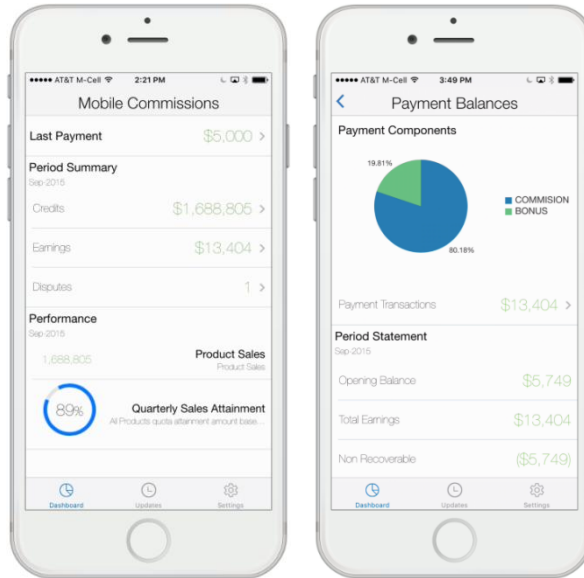 AT&T M-Cell 2:21 PM
Mobile Commissions
Last Payment $5,000 >
Period Summary
Sep-2015
Credits $1,688,805 >
Earnings $13,404 >
Disputes 1 >
Performance
Sep-2015
1,688,805 Product Sales
Product Sales
89% Quarterly Sales Attainment
All Products quota attainment amount base...
Dashboard Updates Settings
AT&T M-Cell 3:49 PM
Payment Balances
Payment Components
19.81%
COMMISION
BONUS
80.18%
Payment Transactions $13,404 >
Period Statement
Sep-2015
Opening Balance $5,749
Total Earnings $13,404
Non Recoverable ($5,749)
Dashboard Updates Settings